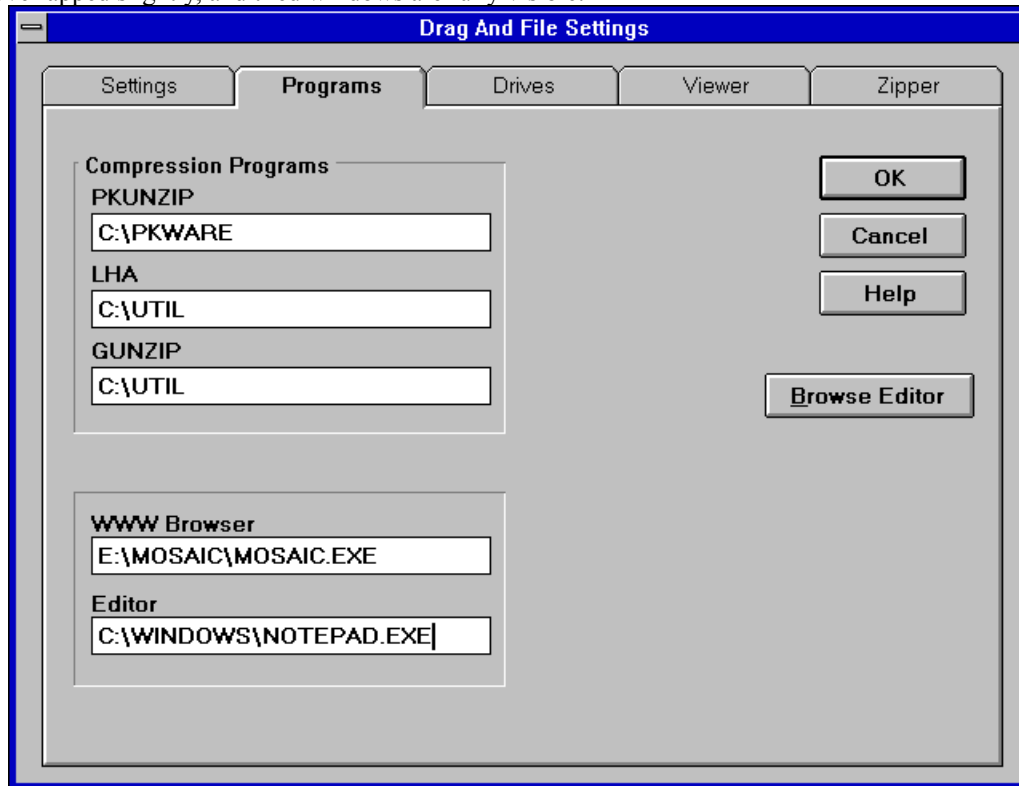 Drag And File Settings
Settings Programs Drives Viewer Zipper
Compression Programs
PKUNZIP
C:\PKWARE
LHA
C:\UTIL
GUNZIP
C:\UTIL
OK
Cancel
Help
Browse Editor
WWW Browser
E:\MOSAIC\MOSAIC.EXE
Editor
C:\WINDOWS\NOTEPAD.EXE